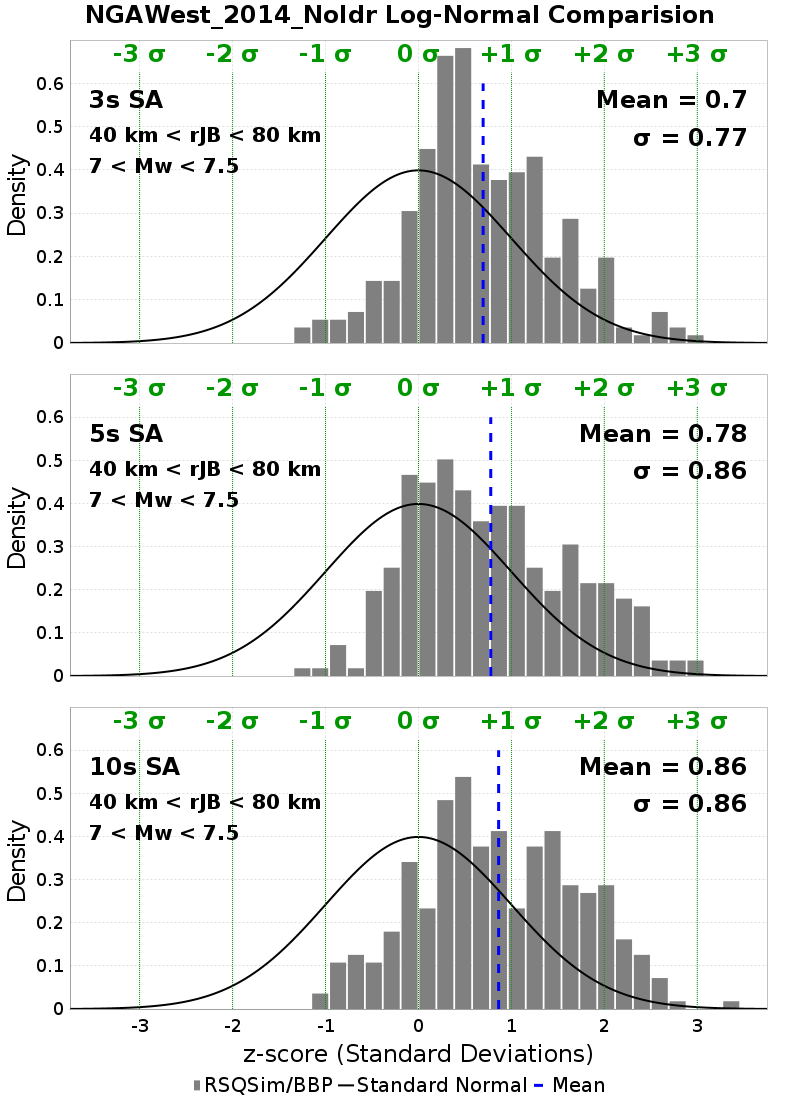 NGAWest_2014_NoIdr Log-Normal Comparision
-3 σ -2 σ -1 σ 0 σ +1 σ +2 σ +3 σ
3s SA
Mean = 0.7
40 km < rJB < 80 km
σ = 0.77
7 < Mw < 7.5
Density
0.6
0.5
0.4
0.3
0.2
0.1
0
-3 σ -2 σ -1 σ 0 σ +1 σ +2 σ +3 σ
5s SA
Mean = 0.78
40 km < rJB < 80 km
σ = 0.86
7 < Mw < 7.5
Density
0.6
0.5
0.4
0.3
0.2
0.1
0
-3 σ -2 σ -1 σ 0 σ +1 σ +2 σ +3 σ
10s SA
Mean = 0.86
40 km < rJB < 80 km
σ = 0.86
7 < Mw < 7.5
Density
0.6
0.5
0.4
0.3
0.2
0.1
0
-3 -2 -1 0 1 2 3
z-score (Standard Deviations)
RSQSim/BBP Standard Normal Mean